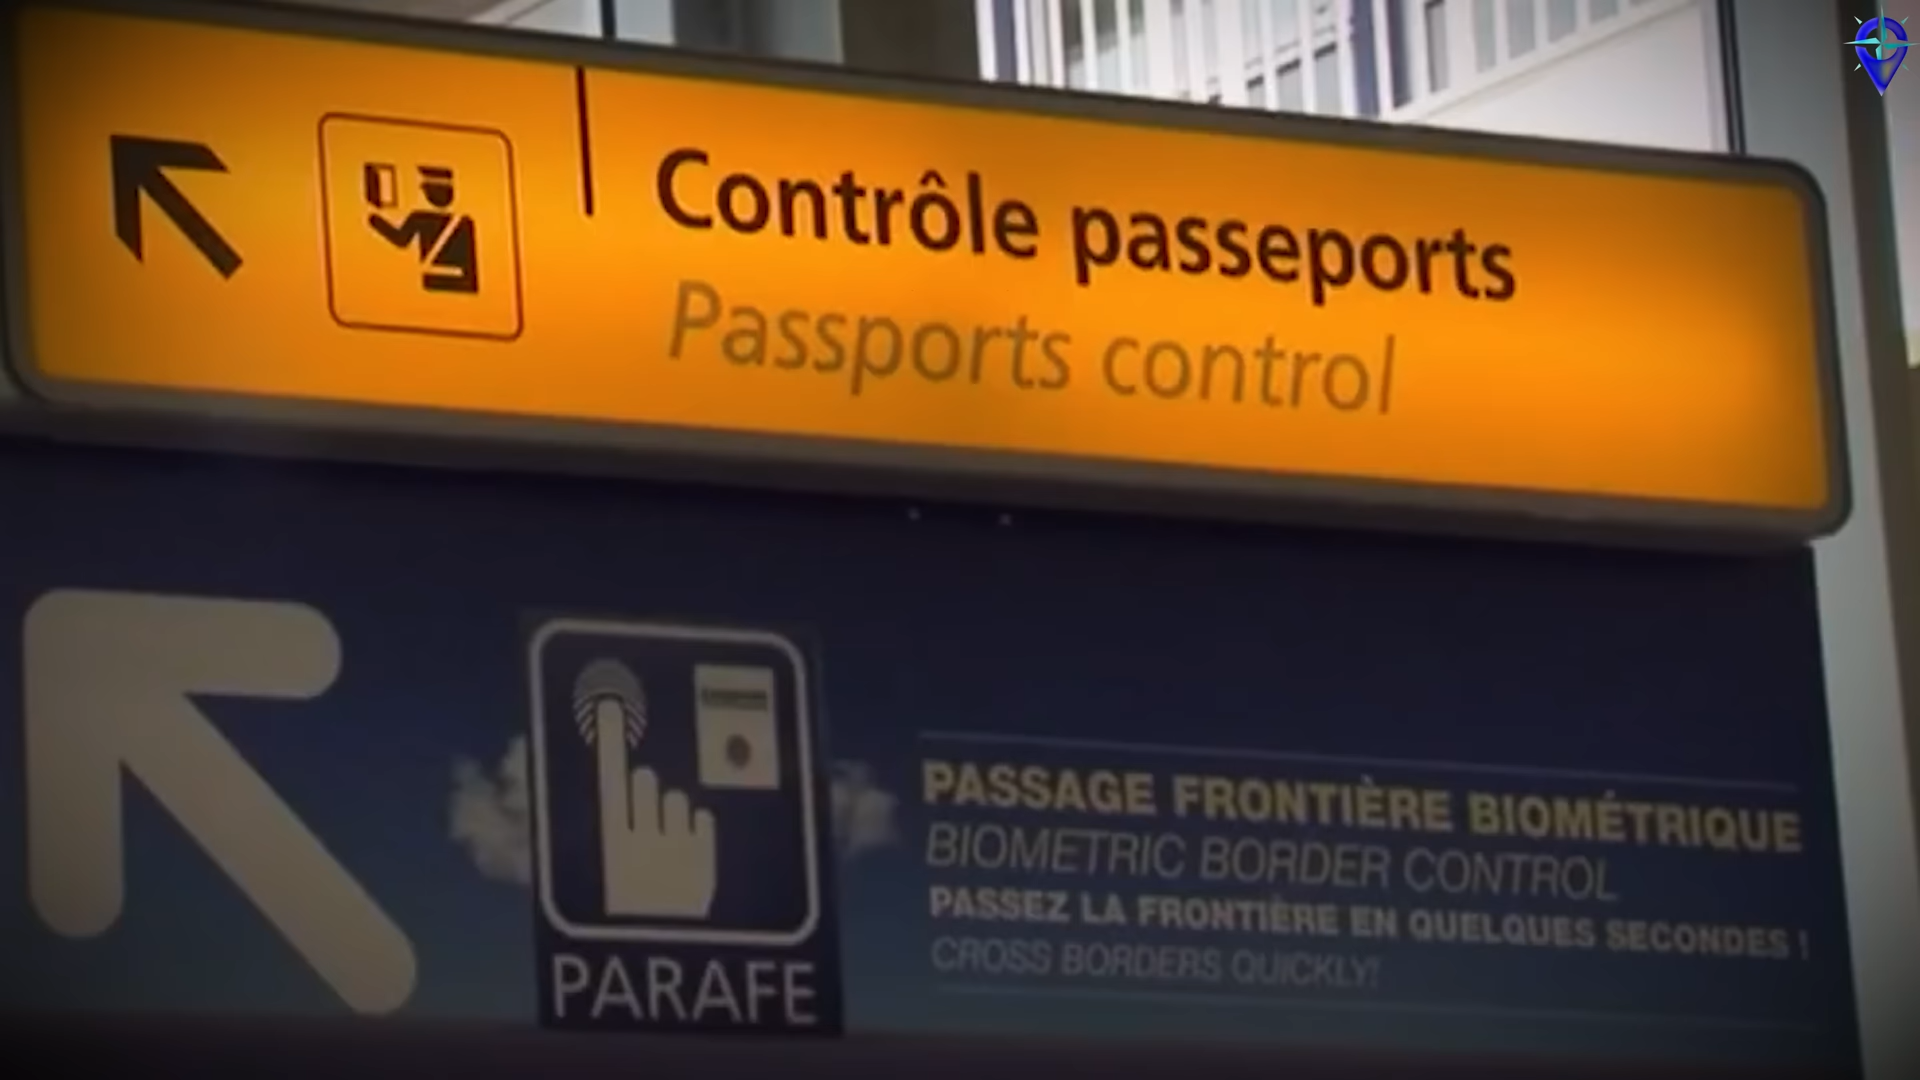 Contrôle passeports
Passports control
PARAFE
PASSAGE FRONTIÈRE BIOMÉTRIQUE
BIOMETRIC BORDER CONTROL
PASSEZ LA FRONTIÈRE EN QUELQUES SECONDES !
CROSS BORDERS QUICKLY!